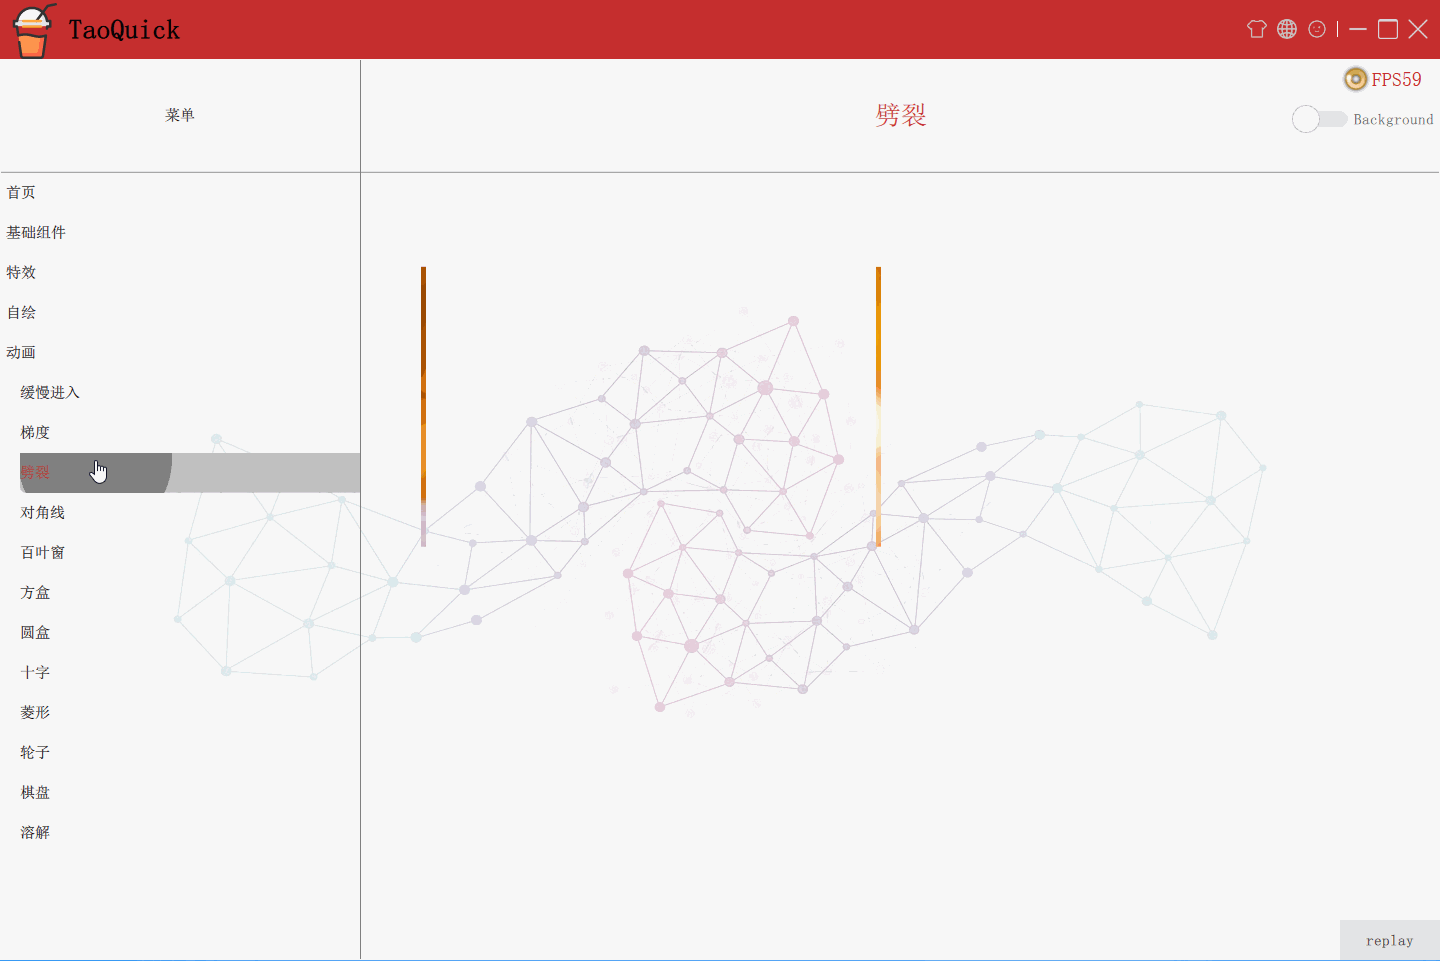 TaoQuick
FPS59
菜单
劈裂
Background
首页
基础组件
特效
自绘
动画
缓慢进入
梯度
劈裂
对角线
百叶窗
方盒
圆盒
十字
菱形
轮子
棋盘
溶解
replay